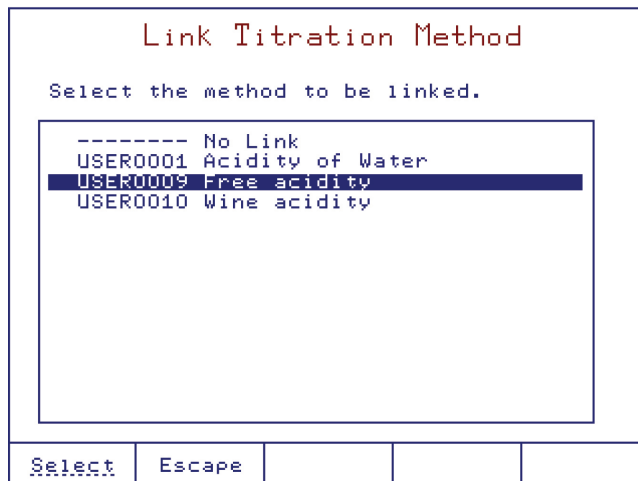 Link Titration Method
Select the method to be linked.
-------- No Link
USER0001 Acidity of Water
USER0009 Free acidity
USER0010 Wine acidity
Select Escape